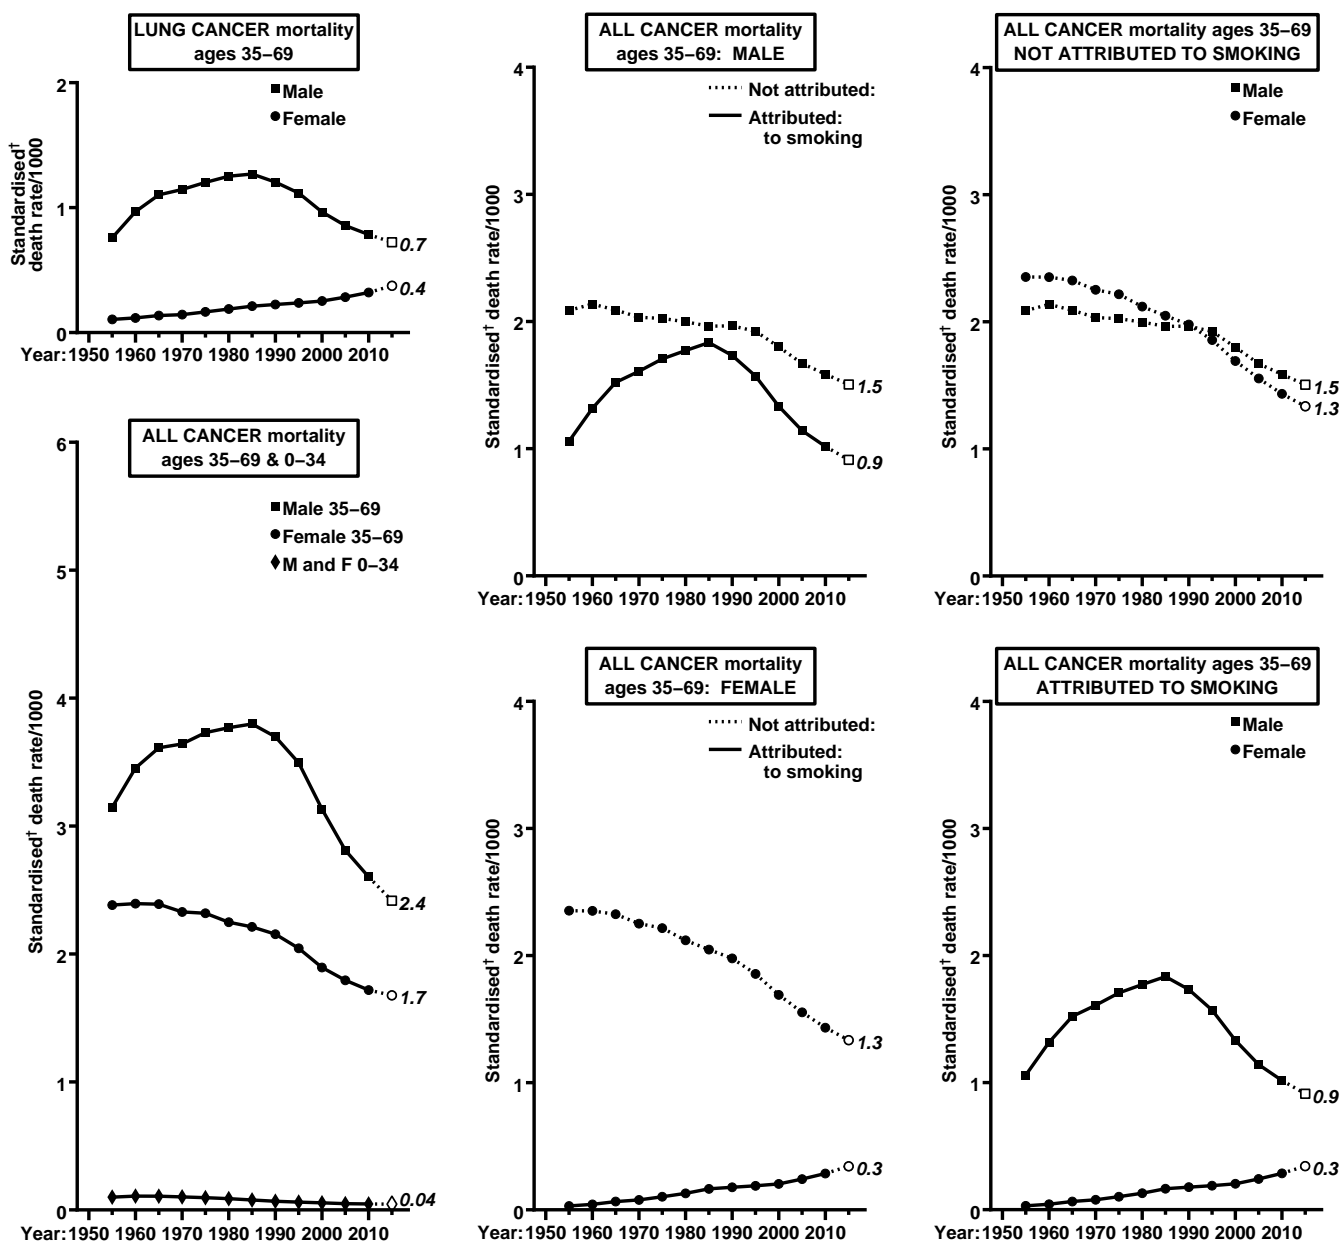 LUNG CANCER mortality
ages 35–69
Male
Female
Standardised†
death rate/1000
2
1
0
0.7
0.4
Year: 1950 1960 1970 1980 1990 2000 2010
ALL CANCER mortality
ages 35–69: MALE
Not attributed:
Attributed:
to smoking
Standardised† death rate/1000
4
3
2
1
0
1.5
0.9
Year: 1950 1960 1970 1980 1990 2000 2010
ALL CANCER mortality ages 35–69
NOT ATTRIBUTED TO SMOKING
Male
Female
Standardised† death rate/1000
4
3
2
1
0
1.5
1.3
Year: 1950 1960 1970 1980 1990 2000 2010
ALL CANCER mortality
ages 35–69 & 0–34
Male 35–69
Female 35–69
M and F 0–34
Standardised† death rate/1000
6
5
4
3
2
1
0
2.4
1.7
0.04
Year: 1950 1960 1970 1980 1990 2000 2010
ALL CANCER mortality
ages 35–69: FEMALE
Not attributed:
Attributed:
to smoking
Standardised† death rate/1000
4
3
2
1
0
1.3
0.3
Year: 1950 1960 1970 1980 1990 2000 2010
ALL CANCER mortality ages 35–69
ATTRIBUTED TO SMOKING
Male
Female
Standardised† death rate/1000
4
3
2
1
0
0.9
0.3
Year: 1950 1960 1970 1980 1990 2000 2010